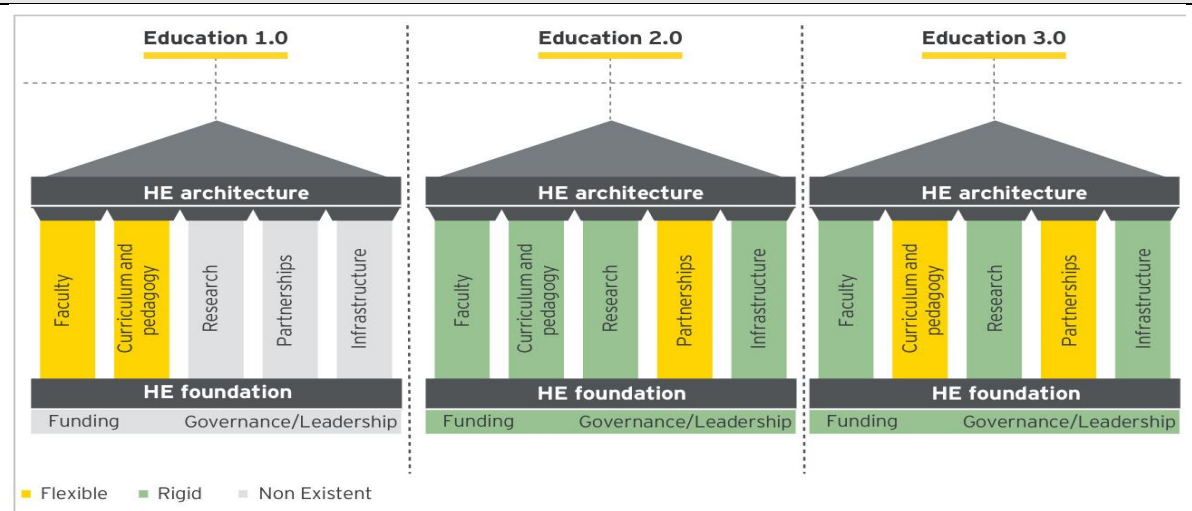 Education 1.0
HE architecture
Faculty
Curriculum and
pedagogy
Research
Partnerships
Infrastructure
HE foundation
Funding Governance/Leadership
Education 2.0
HE architecture
Faculty
Curriculum and
pedagogy
Research
Partnerships
Infrastructure
HE foundation
Funding Governance/Leadership
Education 3.0
HE architecture
Faculty
Curriculum and
pedagogy
Research
Partnerships
Infrastructure
HE foundation
Funding Governance/Leadership
Flexible Rigid Non Existent